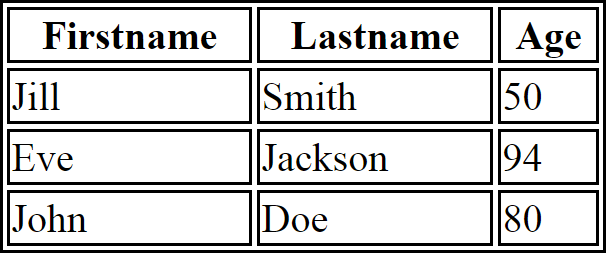 Firstname Lastname Age
Jill Smith 50
Eve Jackson 94
John Doe 80